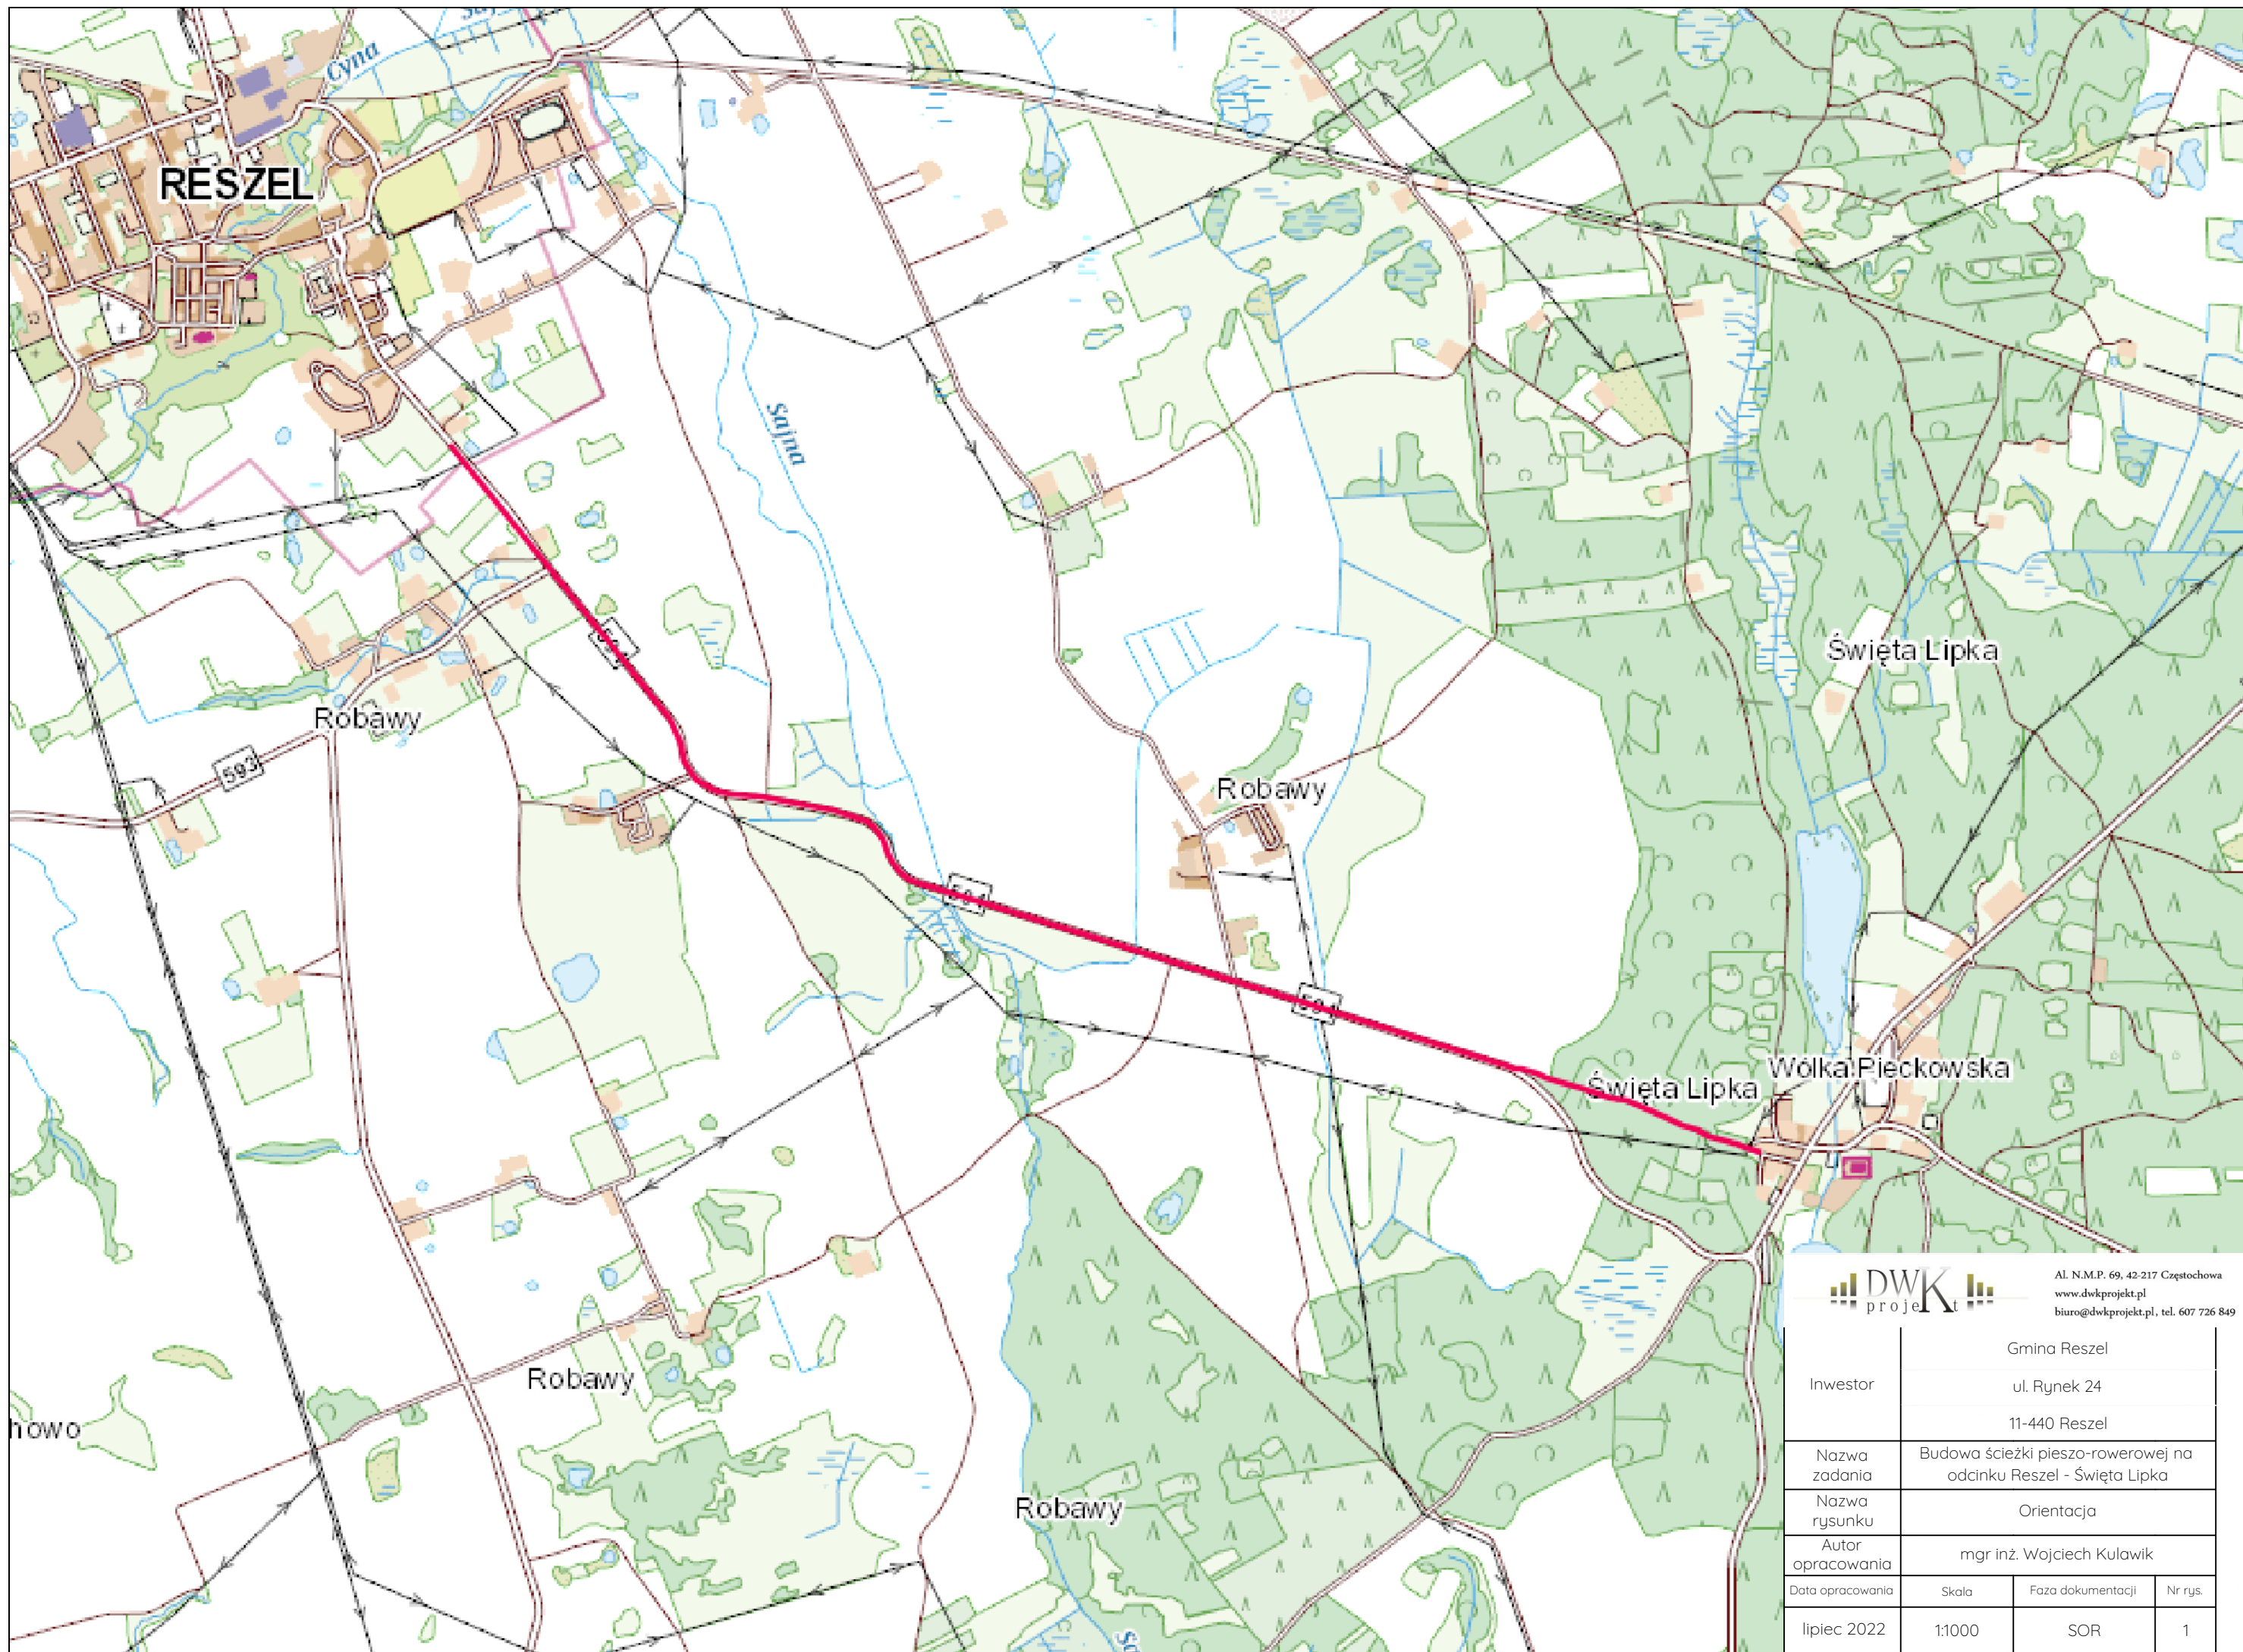 Cyna
RESZEL
Sajna
Święta Lipka
Robawy
593
Robawy
594
Wólka Pieckowska
Święta Lipka
Robawy
howo
Robawy
DWK
projekt
Al. N.M.P. 69, 42-217 Częstochowa
www.dwkprojekt.pl
biuro@dwkprojekt.pl, tel. 607 726 849
Inwestor
Gmina Reszel
ul. Rynek 24
11-440 Reszel
Nazwa
zadania
Budowa ścieżki pieszo-rowerowej na
odcinku Reszel - Święta Lipka
Nazwa
rysunku
Orientacja
Autor
opracowania
mgr inż. Wojciech Kulawik
Data opracowania Skala Faza dokumentacji Nr rys.
lipiec 2022 1:1000 SOR 1